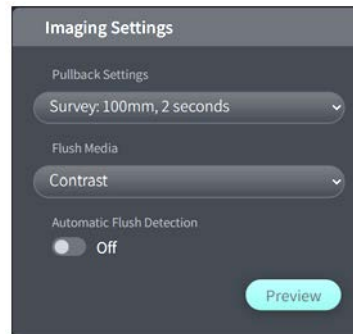 Imaging Settings
Pullback Settings
Survey: 100mm, 2 seconds
Flush Media
Contrast
Automatic Flush Detection
Off
Preview